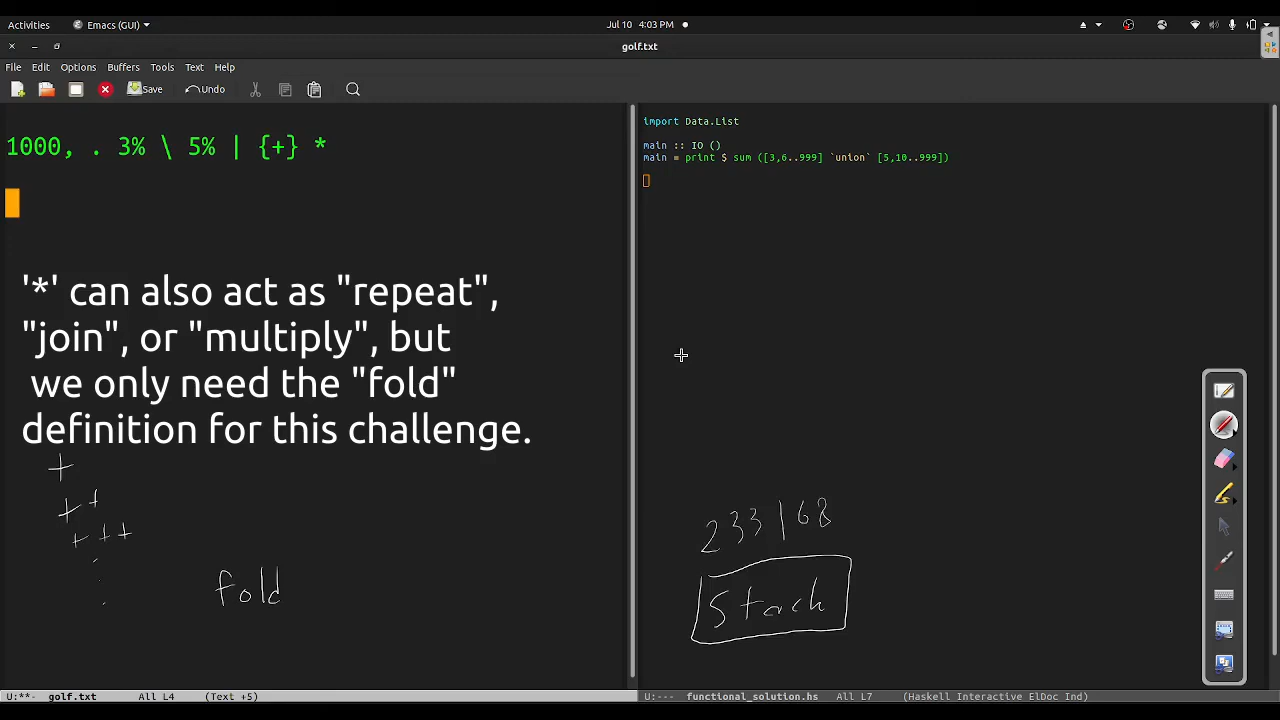 Activities
Emacs (GUI)
Jul 10 4:03 PM
golf.txt
File Edit Options Buffers Tools Text Help
Save
Undo
1000, . 3% \ 5% | {+} *
'*' can also act as "repeat",
"join", or "multiply", but
we only need the "fold"
definition for this challenge.
+
+ +
+ + +
.
.
.
fold
U:**- golf.txt All L4 (Text +5)
import Data.List
main :: IO ()
main = print $ sum ([3,6..999] `union` [5,10..999])
233168
Stack
U:--- functional_solution.hs All L7 (Haskell Interactive ElDoc Ind)